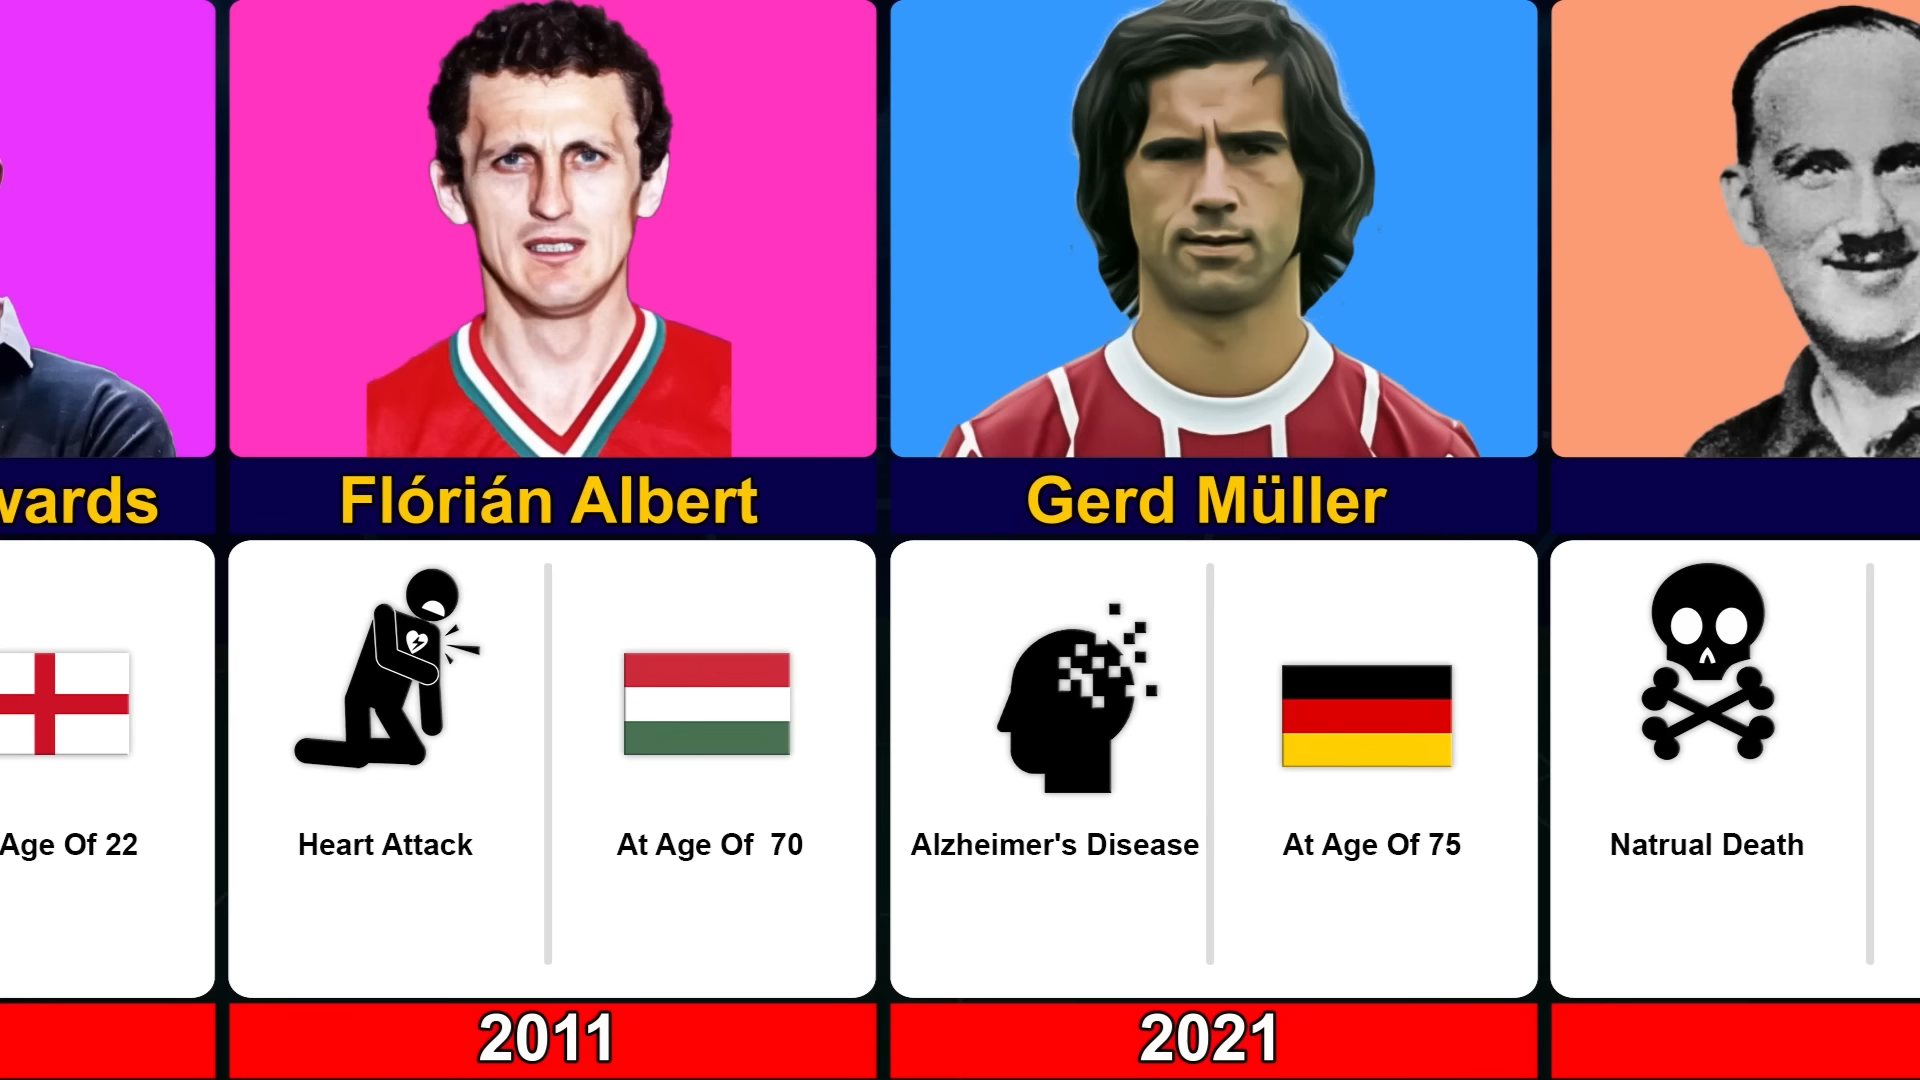 wards
Flórián Albert
Gerd Müller
Age Of 22
Heart Attack
At Age Of 70
Alzheimer's Disease
At Age Of 75
Natrual Death
2011
2021